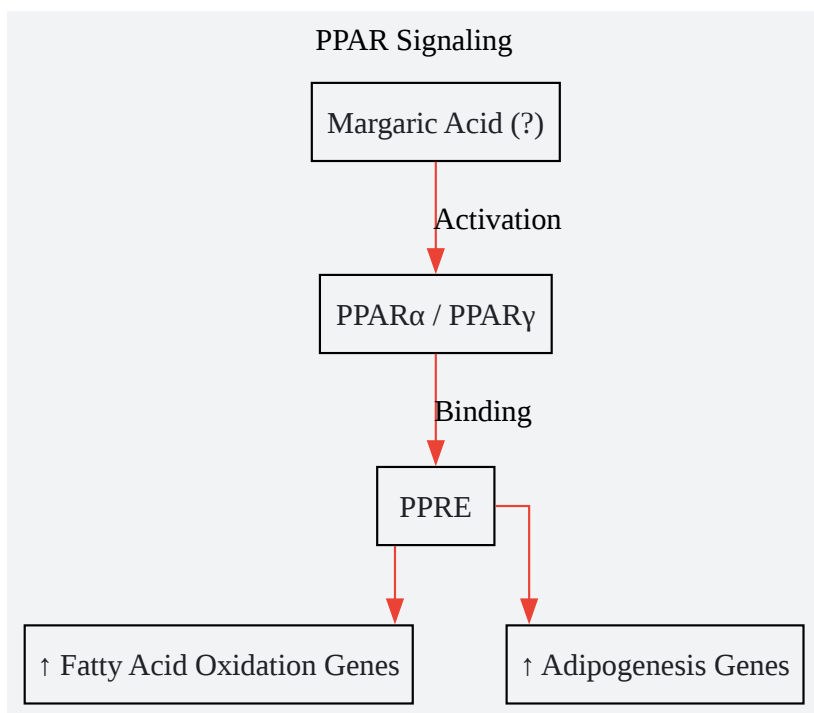 PPAR Signaling
Margaric Acid (?)
Activation
PPARα / PPARγ
Binding
PPRE
↑ Fatty Acid Oxidation Genes
↑ Adipogenesis Genes